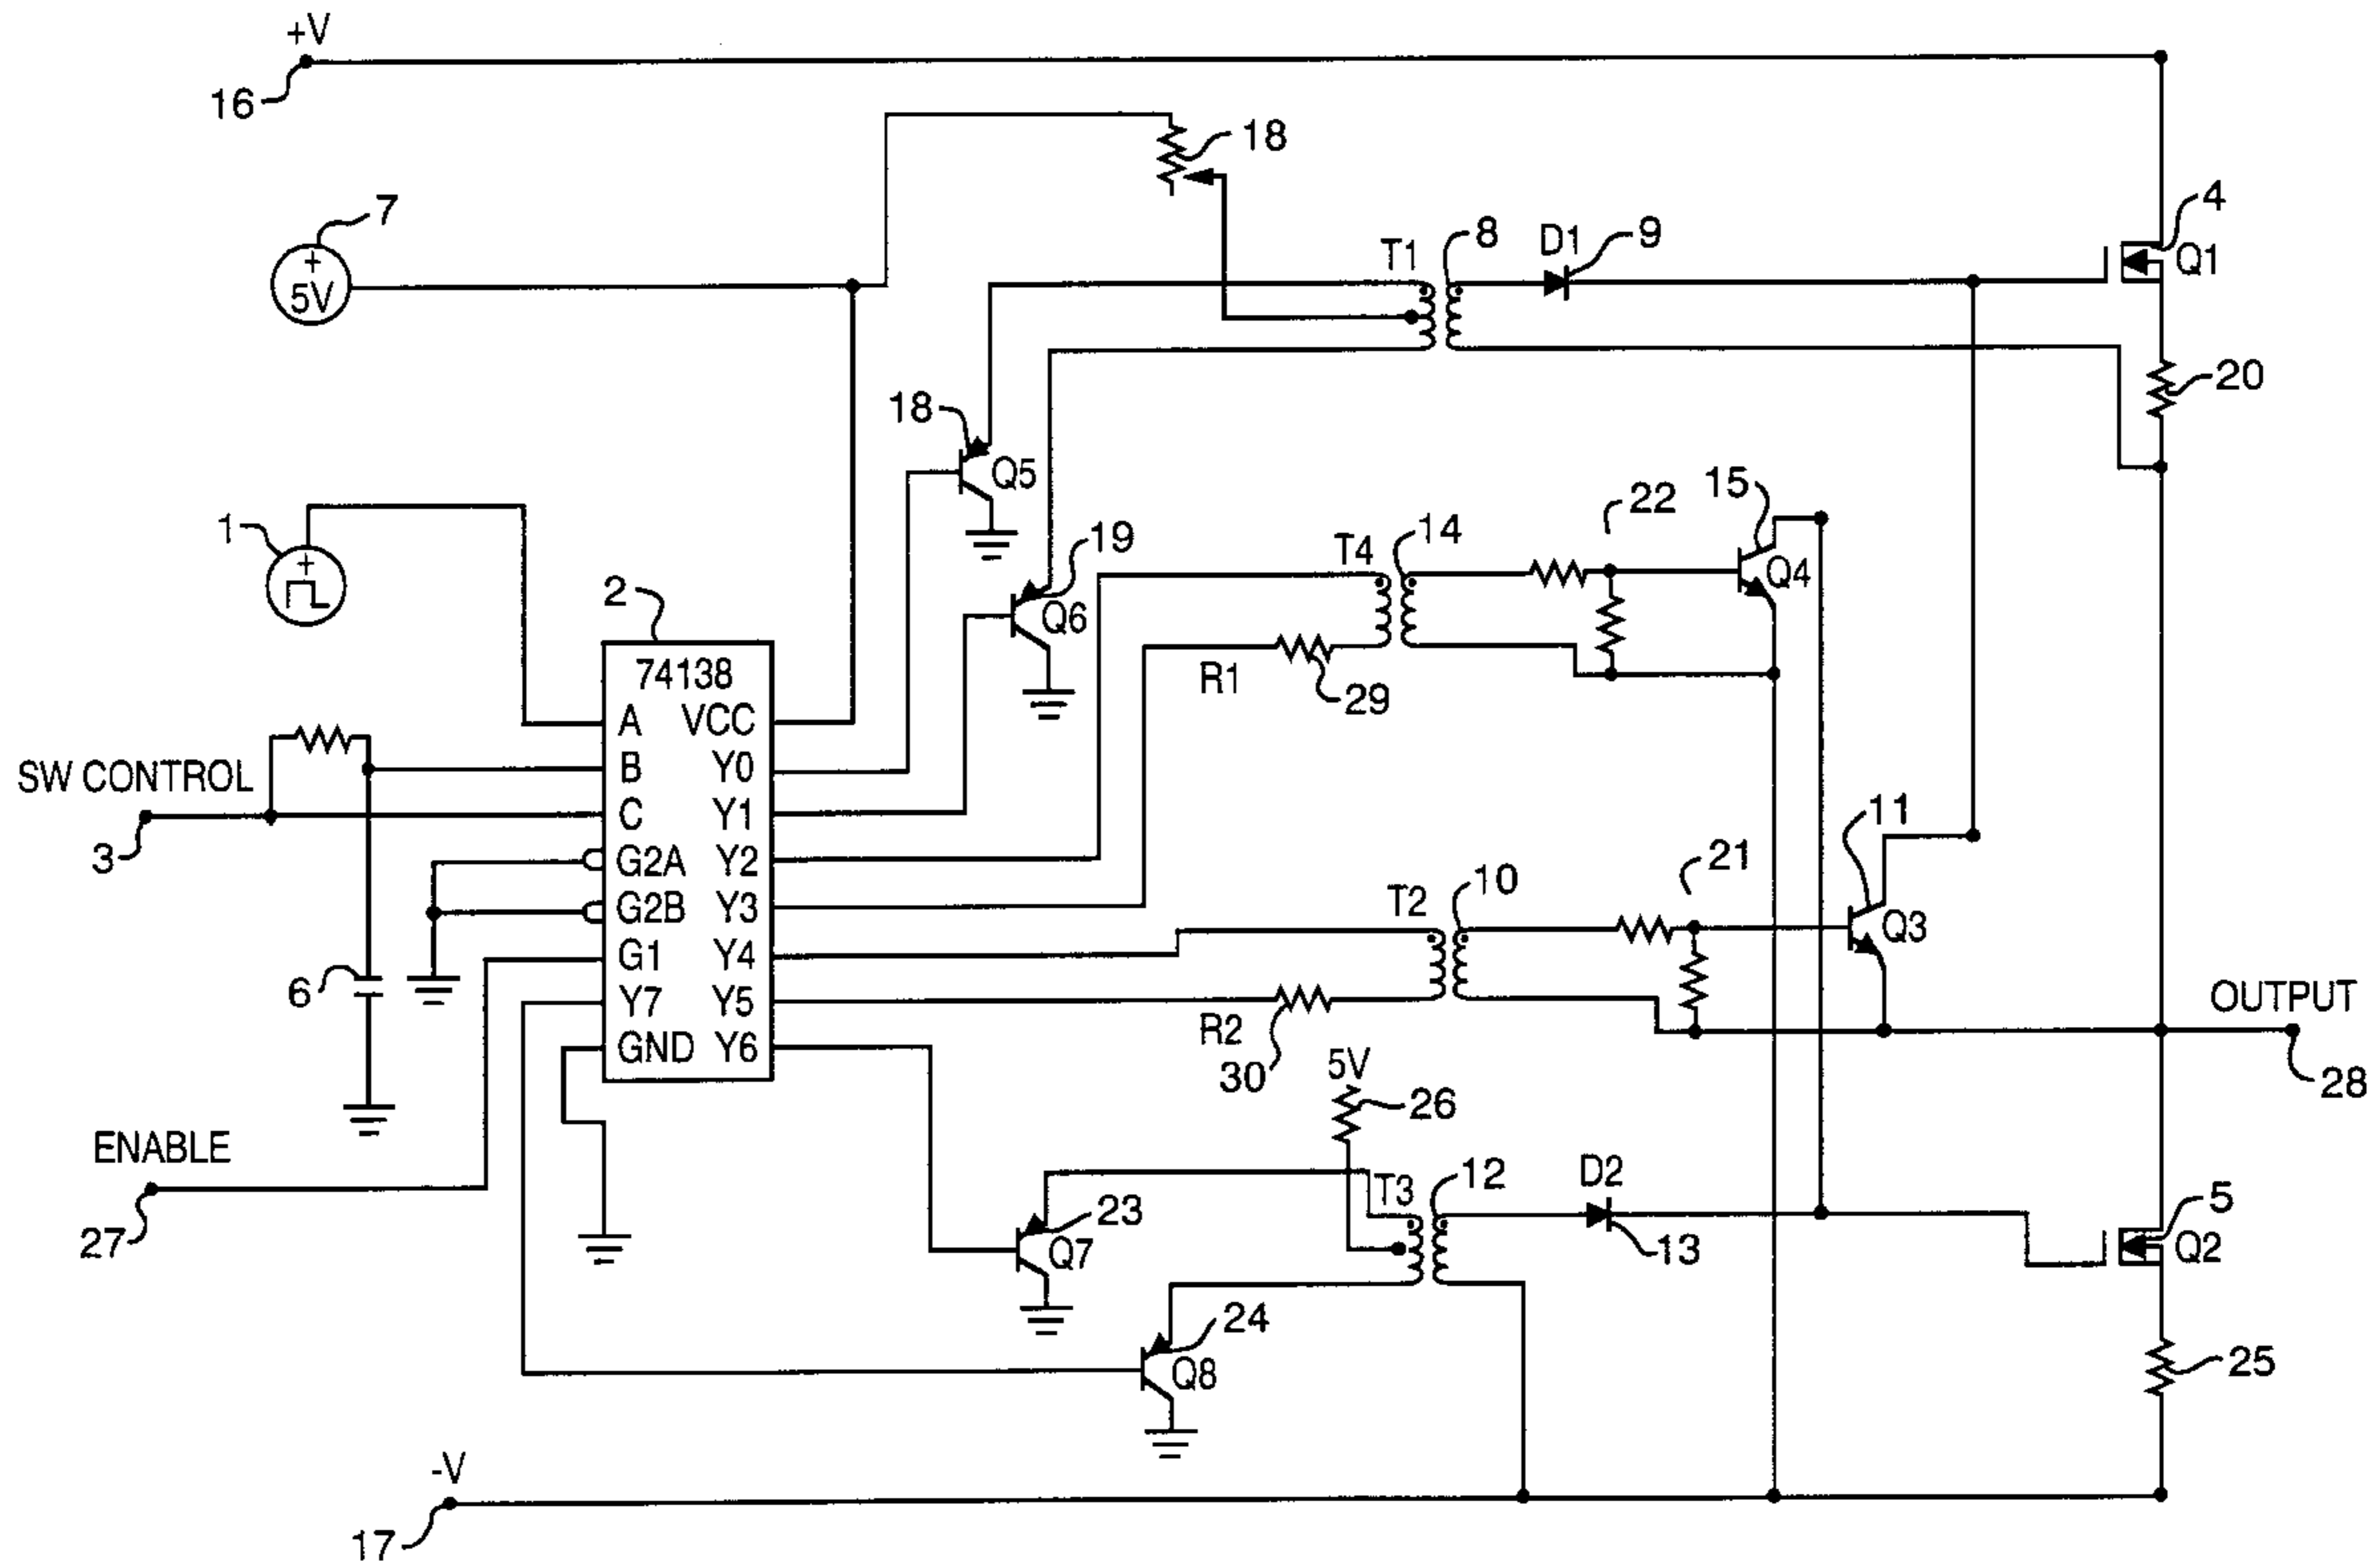 +V
16
18
7
+
5V
4
Q1
T1
8
D1
9
20
18
Q5
15
22
1
+
19
Q6
T4
14
Q4
2
74138
R1
29
A VCC
B Y0
C Y1
G2A Y2
G2B Y3
G1 Y4
Y7 Y5
GND Y6
SW CONTROL
3
11
21
T2
10
Q3
6
R2
30
OUTPUT
28
5V
26
ENABLE
27
T3
12
D2
13
5
Q2
23
Q7
24
Q8
25
-V
17